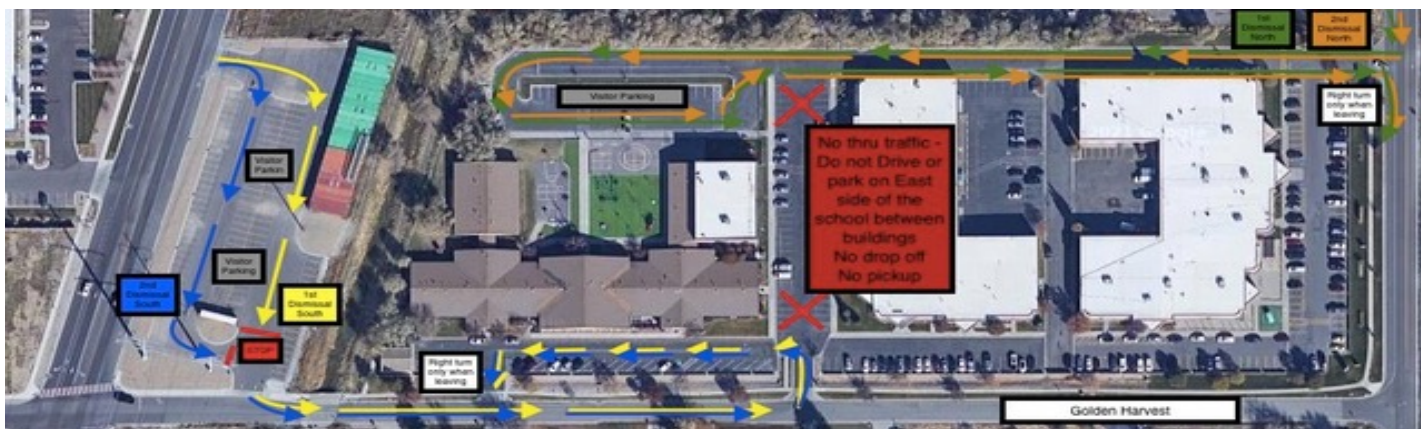 1st
Dismissal
North
2nd
Dismissal
North
Visitor Parking
Right turn
only when
leaving
No thru traffic -
Do not Drive or
park on East
side of the
school between
buildings
No drop off
No pickup
Visitor
Parkin
Visitor
Parking
2nd
Dismissal
South
1st
Dismissal
South
STOP
Right turn
only when
leaving
Golden Harvest